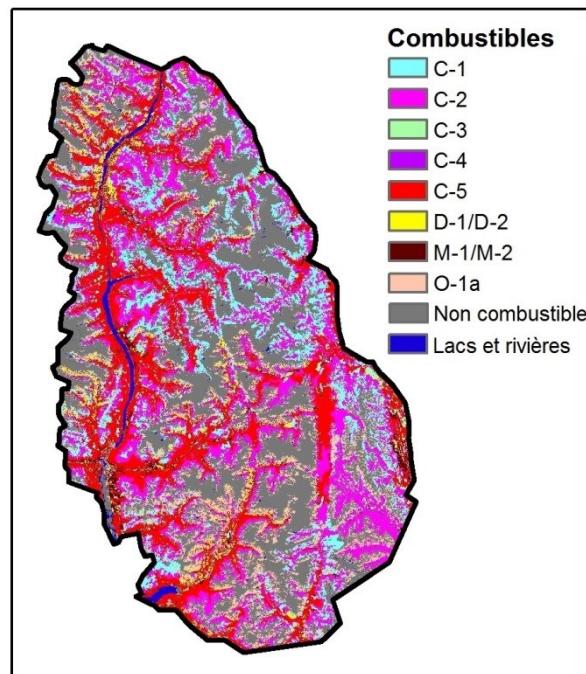 Combustibles
C-1
C-2
C-3
C-4
C-5
D-1/D-2
M-1/M-2
O-1a
Non combustible
Lacs et rivières